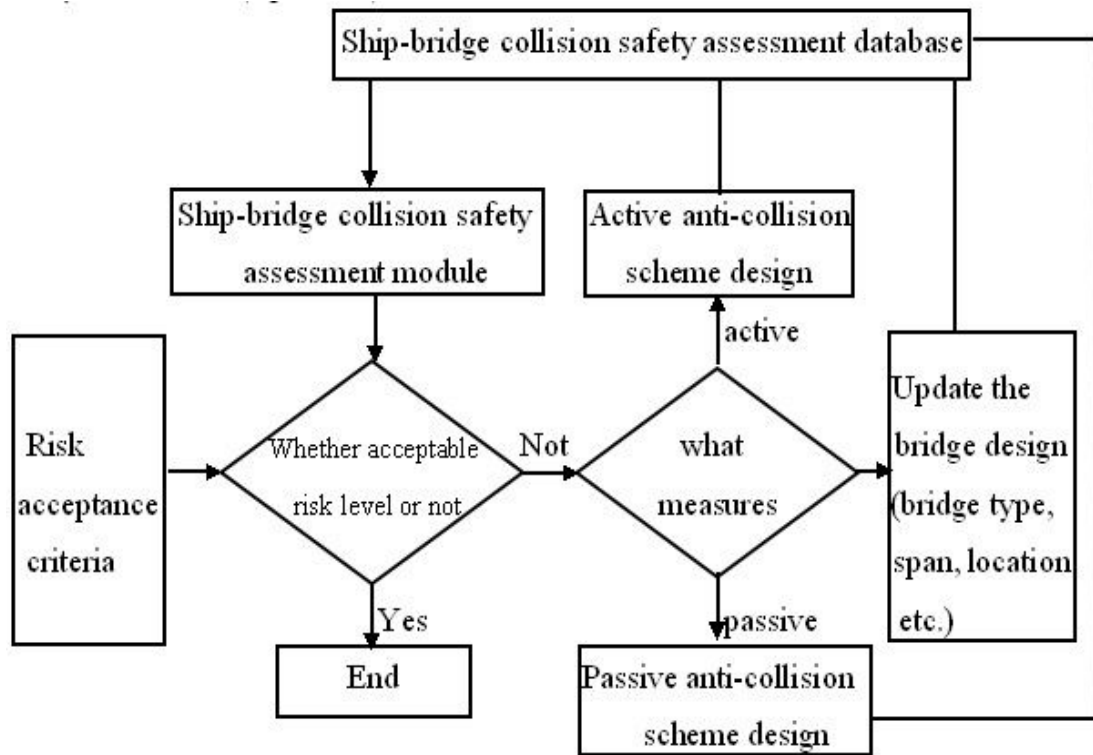 Ship-bridge collision safety assessment database
Ship-bridge collision safety
assessment module
Active anti-collision
scheme design
active
Risk
acceptance
criteria
Whether acceptable
risk level or not
Not
what
measures
Update the
bridge design
(bridge type,
span, location
etc.)
Yes
passive
End
Passive anti-collision
scheme design